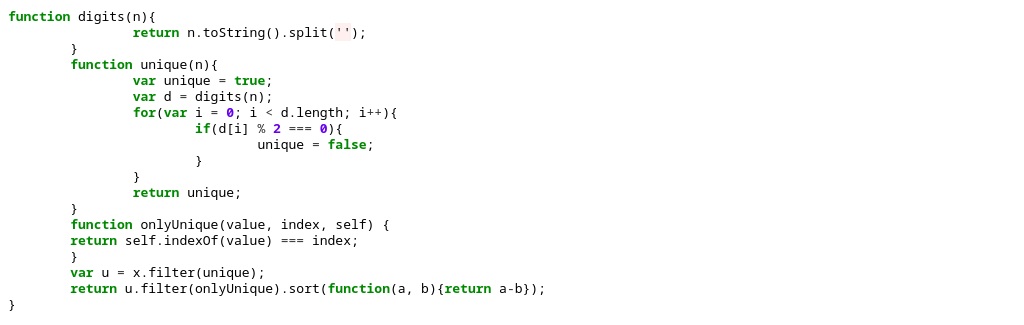 function digits(n){
return n.toString().split('');
}
function unique(n){
var unique = true;
var d = digits(n);
for(var i = 0; i < d.length; i++){
if(d[i] % 2 === 0){
unique = false;
}
}
return unique;
}
function onlyUnique(value, index, self) {
return self.indexOf(value) === index;
}
var u = x.filter(unique);
return u.filter(onlyUnique).sort(function(a, b){return a-b});
}